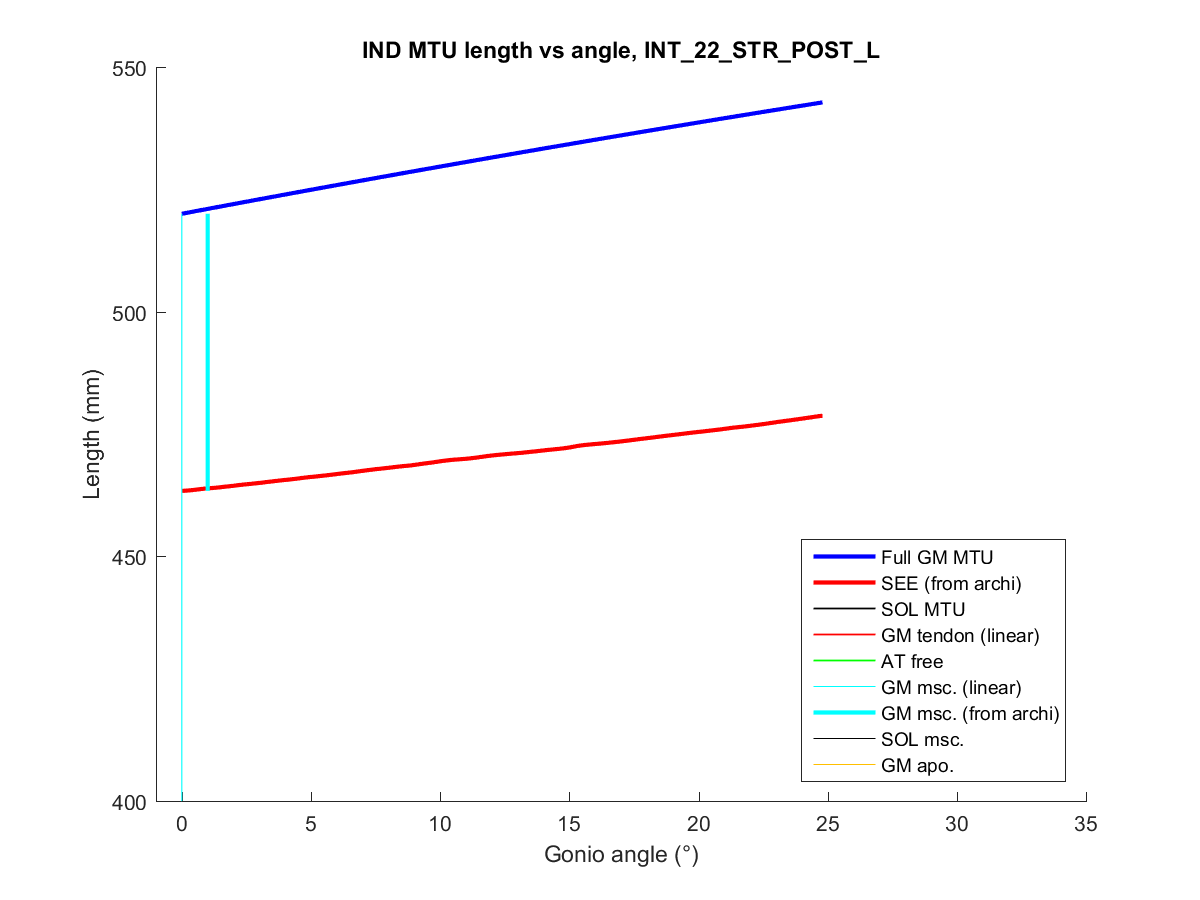 IND MTU length vs angle, INT_22_STR_POST_L
550
500
450
400
Length (mm)
0 5 10 15 20 25 30 35
Gonio angle (°)
Full GM MTU
SEE (from archi)
SOL MTU
GM tendon (linear)
AT free
GM msc. (linear)
GM msc. (from archi)
SOL msc.
GM apo.